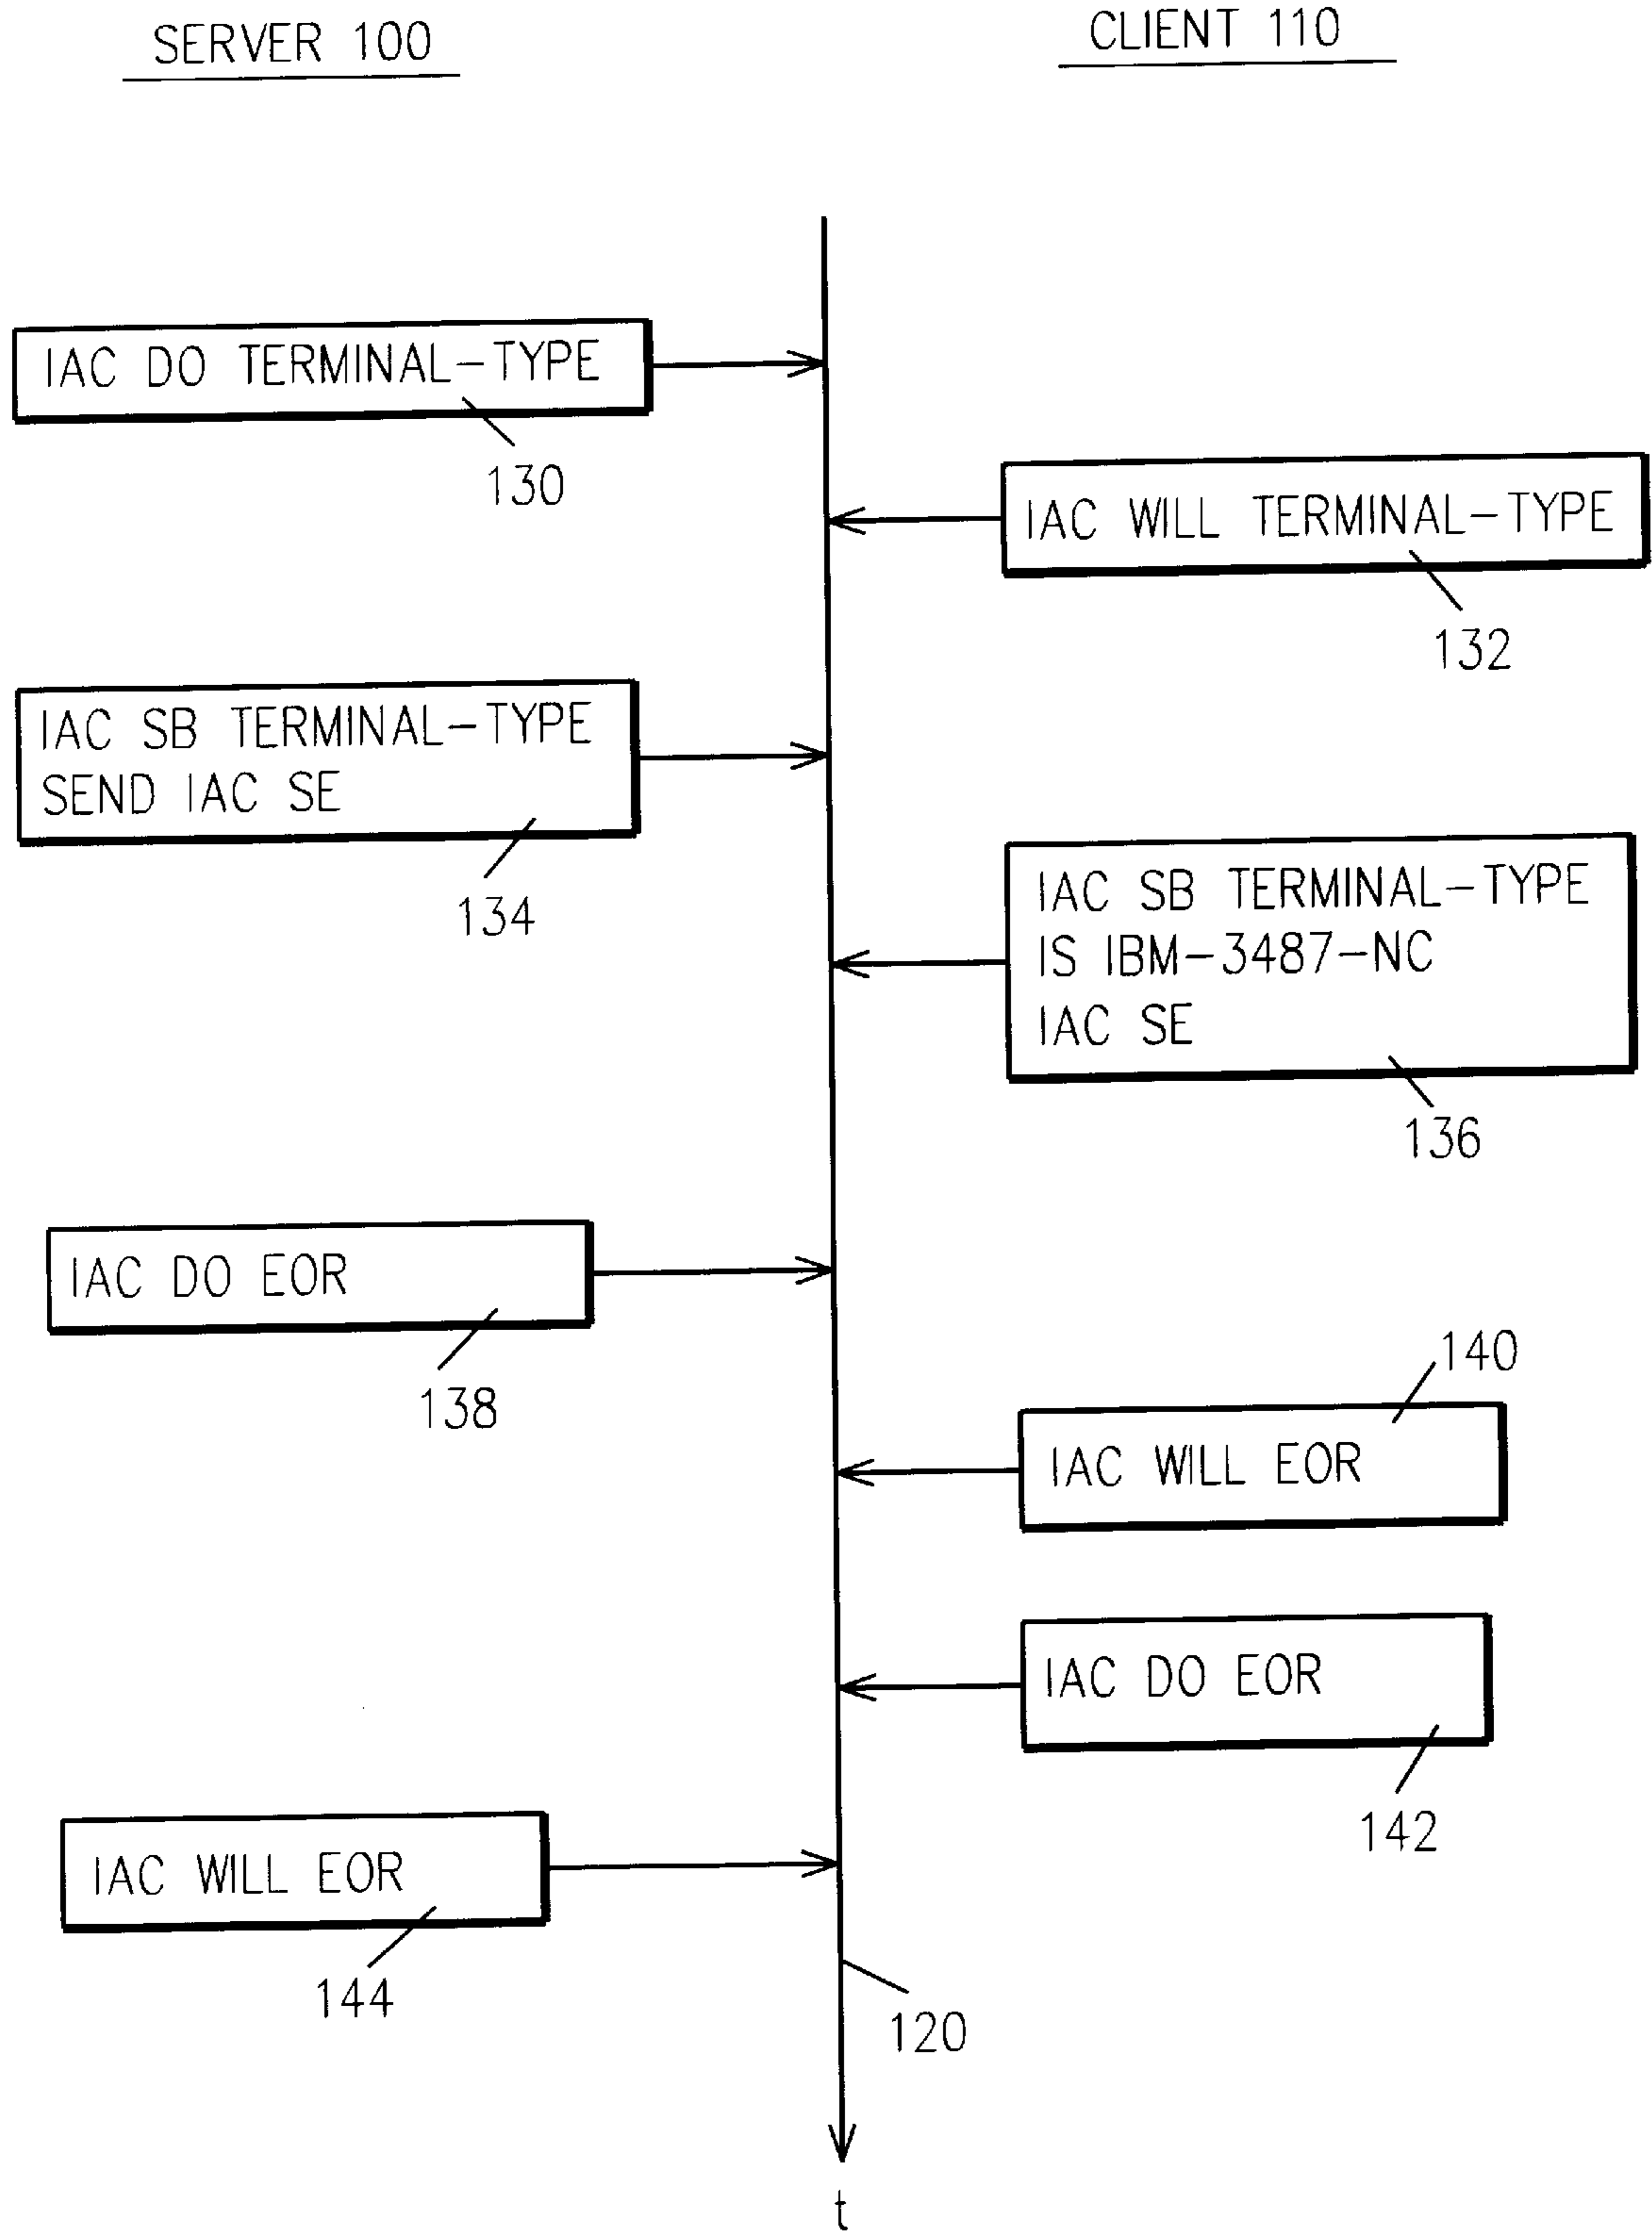 SERVER 100
CLIENT 110
IAC DO TERMINAL-TYPE
130
IAC WILL TERMINAL-TYPE
132
IAC SB TERMINAL-TYPE
SEND IAC SE
134
IAC SB TERMINAL-TYPE
IS IBM-3487-NC
IAC SE
136
IAC DO EOR
138
140
IAC WILL EOR
IAC DO EOR
142
IAC WILL EOR
144
120
t